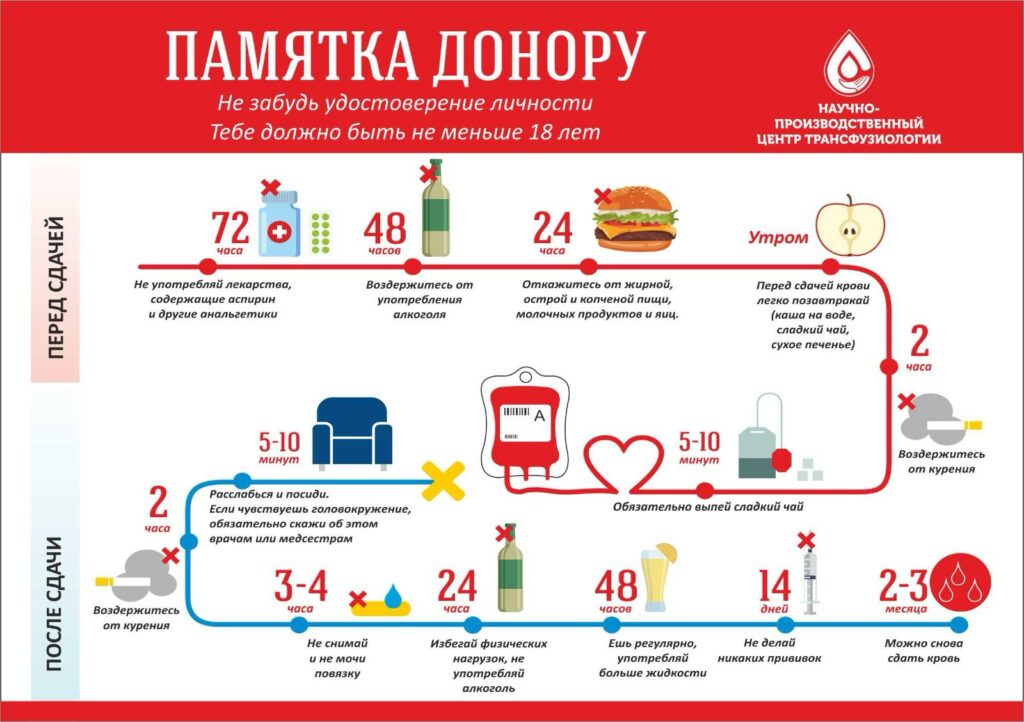 ПАМЯТКА ДОНОРУ
Не забудь удостоверение личности
Тебе должно быть не меньше 18 лет
НАУЧНО-
ПРОИЗВОДСТВЕННЫЙ
ЦЕНТР ТРАНСФУЗИОЛОГИИ
ПЕРЕД СДАЧЕЙ
72
часа
Не употребляй лекарства,
содержащие аспирин
и другие анальгетики
48
часов
Воздержитесь от
употребления
алкоголя
24
часа
Откажитесь от жирной,
острой и копченой пищи,
молочных продуктов и яиц.
Утром
Перед сдачей крови
легко позавтракай
(каша на воде,
сладкий чай,
сухое печенье)
2
часа
Воздержитесь
от курения
5-10
минут
Обязательно выпей сладкий чай
A
ПОСЛЕ СДАЧИ
5-10
минут
Расслабься и посиди.
Если чувствуешь головокружение,
обязательно скажи об этом
врачам или медсестрам
2
часа
Воздержитесь
от курения
3-4
часа
Не снимай
и не мочи
повязку
24
часа
Избегай физических
нагрузок, не
употребляй
алкоголь
48
часов
Ешь регулярно,
употребляй
больше жидкости
14
дней
Не делай
никаких прививок
2-3
месяца
Можно снова
сдать кровь